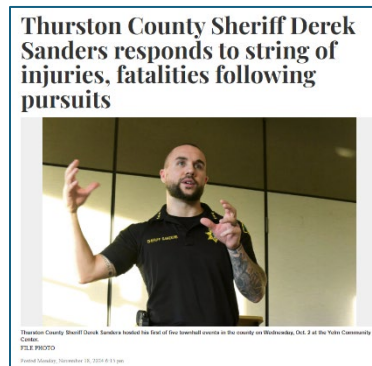 Thurston County Sheriff Derek
Sanders responds to string of
injuries, fatalities following
pursuits
Thurston County Sheriff Derek Sanders hosted his first of five townhall events in the county on Wednesday, Oct. 2 at the Yelm Community
Center.
FILE PHOTO
Posted Monday, November 18, 2024